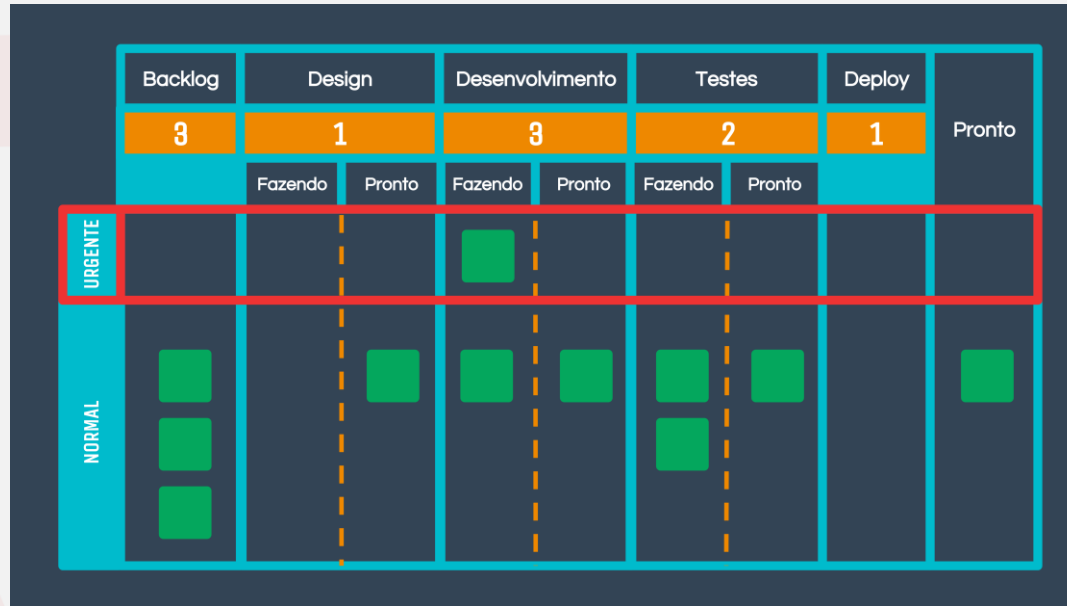 Backlog Design Desenvolvimento Testes Deploy Pronto
3 1 3 2 1
Fazendo Pronto Fazendo Pronto Fazendo Pronto
URGENTE
NORMAL